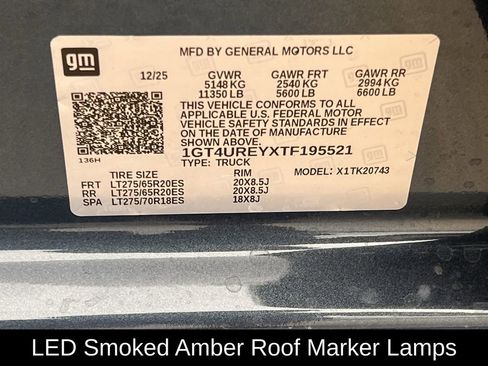 gm
MFD BY GENERAL MOTORS LLC
12/25 GVWR GAWR FRT GAWR RR
5148 KG 2540 KG 2994 KG
11350 LB 5600 LB 6600 LB
THIS VEHICLE CONFORMS TO ALL
APPLICABLE U.S. FEDERAL MOTOR
VEHICLE SAFETY STANDARDS IN EFFECT
ON THE DATE OF MANUFACTURE
SHOWN ABOVE.
1GT4UREYXTF195521
136H
TYPE: TRUCK MODEL: X1TK20743
TIRE SIZE RIM
FRT LT275/65R20ES 20X8.5J
RR LT275/65R20ES 20X8.5J
SPA LT275/70R18ES 18X8J
LED Smoked Amber Roof Marker Lamps